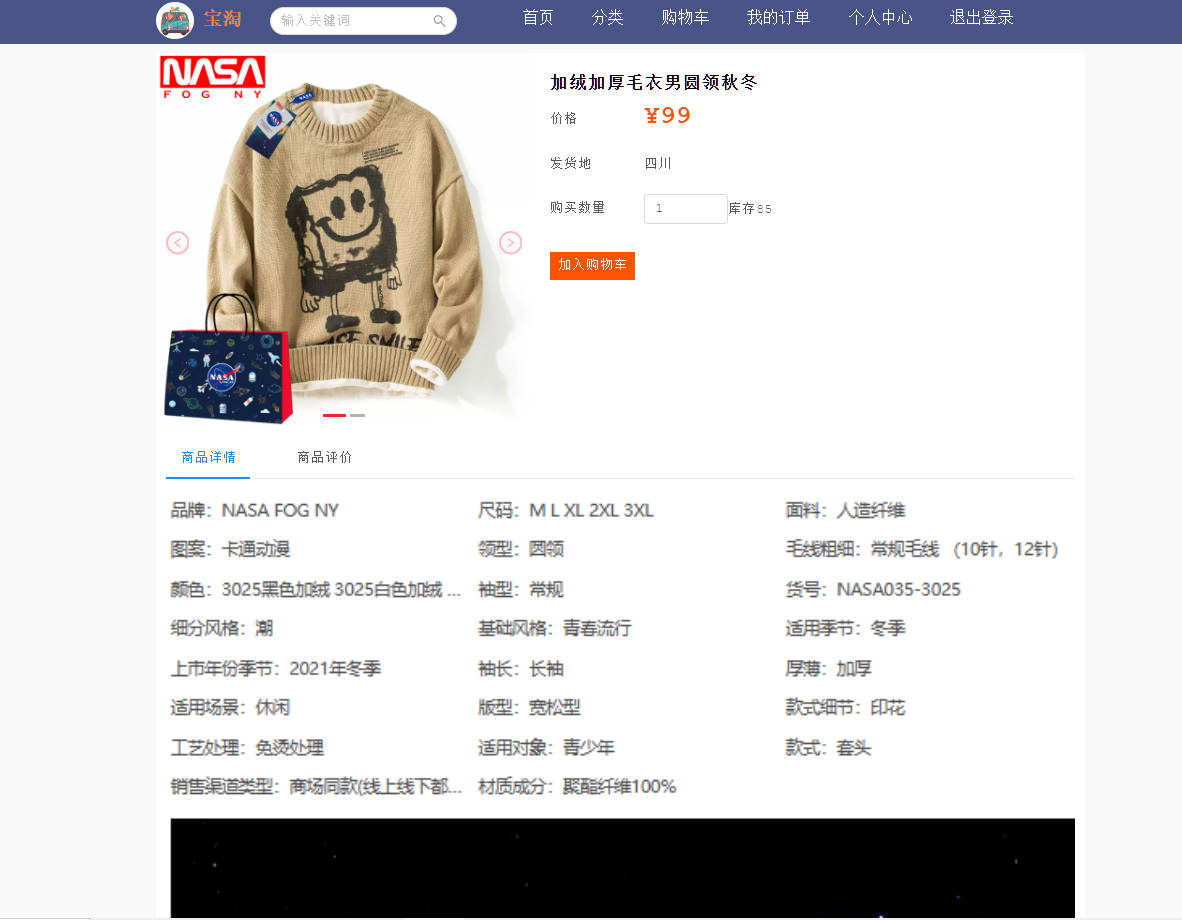 宝淘 输入关键词 首页 分类 购物车 我的订单 个人中心 退出登录
NASA
FOG NY
加绒加厚毛衣男圆领秋冬
价格 ¥99
发货地 四川
购买数量 1 库存85
加入购物车
NASA
商品详情 商品评价
品牌：NASA FOG NY 尺码：M L XL 2XL 3XL 面料：人造纤维
图案：卡通动漫 领型：圆领 毛线粗细：常规毛线 （10针，12针）
颜色：3025黑色加绒 3025白色加绒 ... 袖型：常规 货号：NASA035-3025
细分风格：潮 基础风格：青春流行 适用季节：冬季
上市年份季节：2021年冬季 袖长：长袖 厚薄：加厚
适用场景：休闲 版型：宽松型 款式细节：印花
工艺处理：免烫处理 适用对象：青少年 款式：套头
销售渠道类型：商场同款(线上线下都... 材质成分：聚酯纤维100%